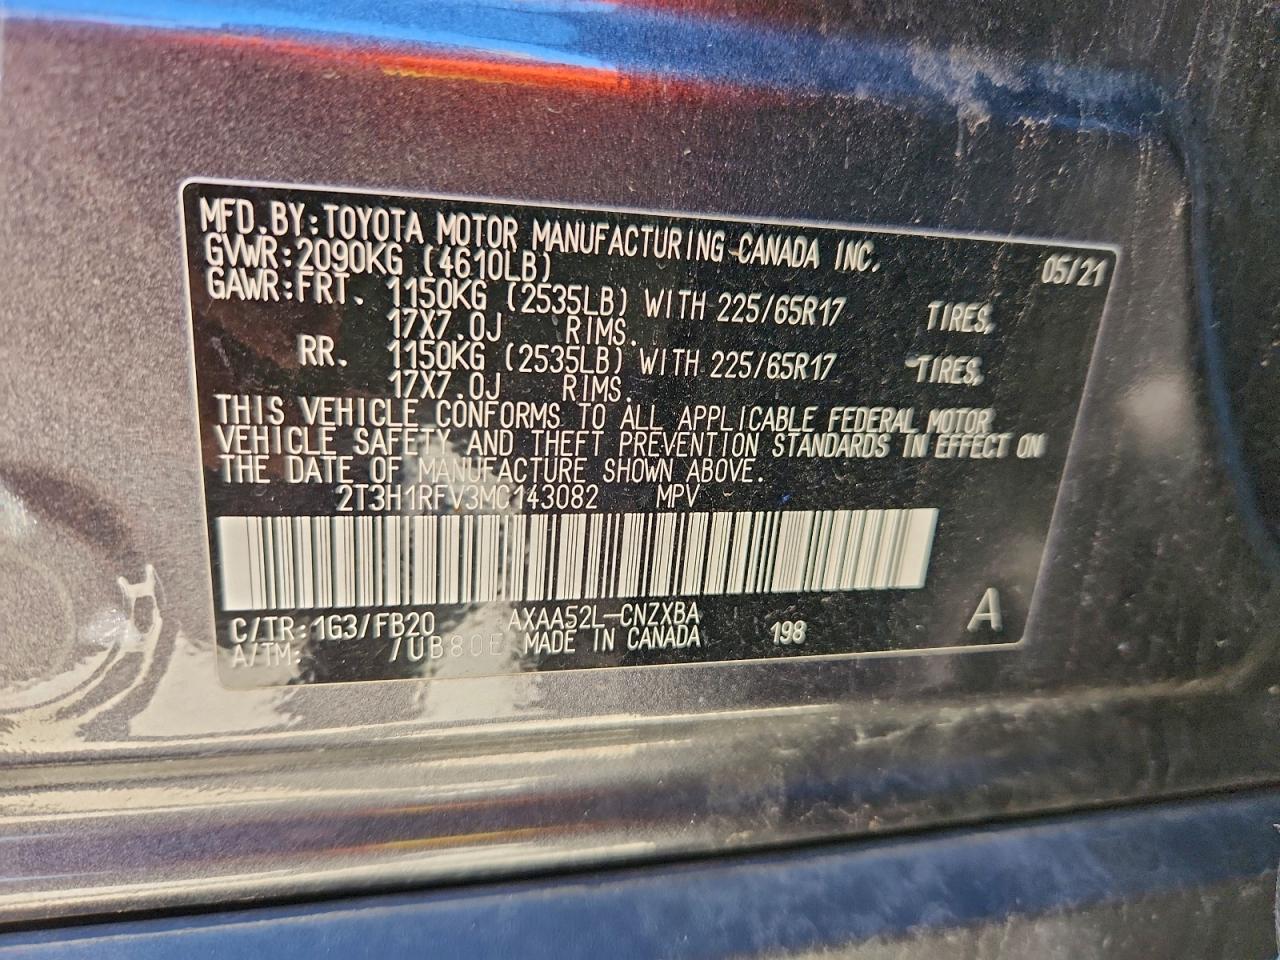 MFD.BY:TOYOTA MOTOR MANUFACTURING CANADA INC.
GVWR:2090KG (4610LB) 05/21
GAWR:FRT. 1150KG (2535LB) WITH 225/65R17 TIRES,
17X7.0J RIMS.
RR. 1150KG (2535LB) WITH 225/65R17 TIRES,
17X7.0J RIMS.
THIS VEHICLE CONFORMS TO ALL APPLICABLE FEDERAL MOTOR
VEHICLE SAFETY AND THEFT PREVENTION STANDARDS IN EFFECT ON
THE DATE OF MANUFACTURE SHOWN ABOVE.
2T3H1RFV3MC143082 MPV
C/TR:1G3/FB20 AXAA52L-CNZXBA
A/TM: /UB80E MADE IN CANADA 198 A